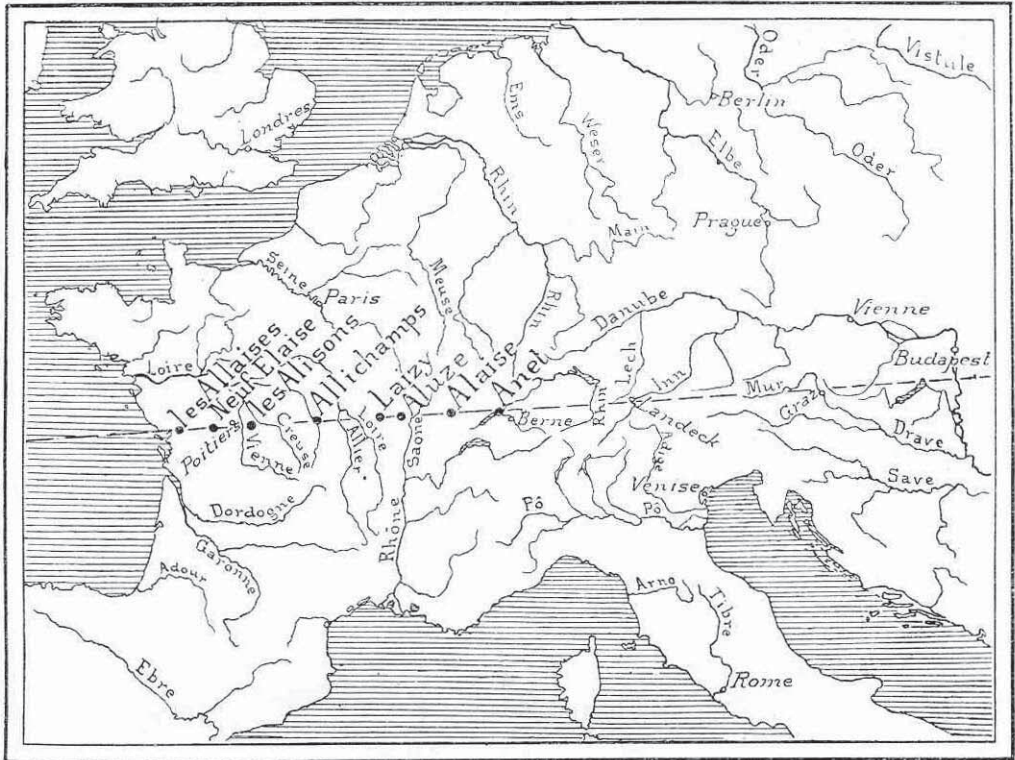 Oder
Vistule
Berlin
Ems
Weser
Londres
Elbe
Oder
Rhin
Main
Prague
Seine
Meuse
Paris
Rhin
Danube
Vienne
Loire
les Allaises
Neuf-Elaise
les Alisons
Allichamps
Laizy
Aluze
Alaise
Anet
Lech
Inn
Mur
Budapest
Graz
Rhin
Berne
Landeck
Drave
Poitiers
Vienne
Creuse
Allier
Loire
Saone
Adige
Save
Venise
Dordogne
Pô
Pô
Rhône
Garonne
Adour
Arno
Tibre
Ebre
Rome